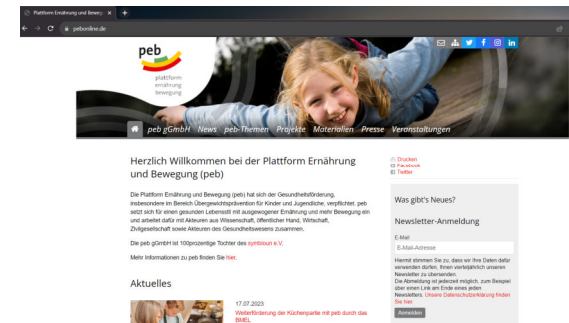 Plattform Ernährung und Beweg
pebonline.de
peb
plattform
ernährung
bewegung
peb gGmbH News peb-Themen Projekte Materialien Presse Veranstaltungen
Herzlich Willkommen bei der Plattform Ernährung
und Bewegung (peb)
Die Plattform Ernährung und Bewegung (peb) hat sich der Gesundheitsförderung,
insbesondere im Bereich Übergewichtsprävention für Kinder und Jugendliche, verpflichtet. peb
setzt sich für einen gesunden Lebensstil mit ausgewogener Ernährung und mehr Bewegung ein
und arbeitet dafür mit Akteuren aus Wissenschaft, öffentlicher Hand, Wirtschaft,
Zivilgesellschaft sowie Akteuren des Gesundheitswesens zusammen.
Die peb gGmbH ist 100prozentige Tochter des symbioun e.V.
Mehr Informationen zu peb finden Sie hier.
Aktuelles
17.07.2023
Weiterförderung der Küchenpartie mit peb durch das
BMEL
Drucken
Facebook
Twitter
Was gibt's Neues?
Newsletter-Anmeldung
E-Mail
E-Mail-Adresse
Hiermit stimmen Sie zu, dass wir Ihre Daten dafür
verwenden dürfen, Ihnen vierteljährlich unseren
Newsletter zu übersenden.
Die Abmeldung ist jederzeit möglich, zum Beispiel
über einen Link am Ende eines jeden
Newsletters. Unsere Datenschutzerklärung finden
Sie hier.
Anmelden